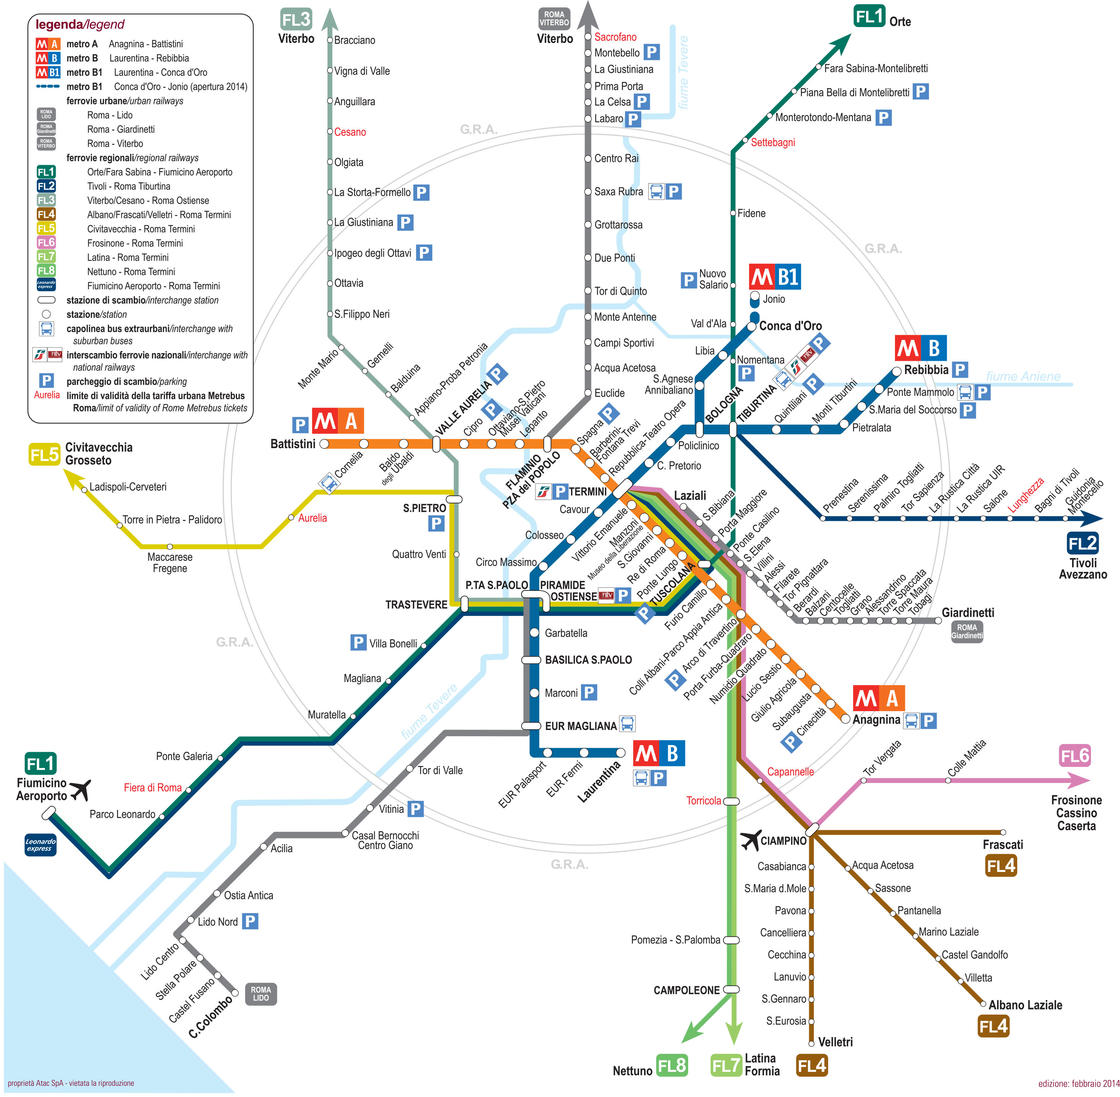 legenda/legend
M A metro A Anagnina - Battistini
M B metro B Laurentina - Rebibbia
M B1 metro B1 Laurentina - Conca d'Oro
metro B1 Conca d'Oro - Jonio (apertura 2014)
ferrovie urbane/urban railways
ROMA LIDO Roma - Lido
ROMA Giardinetti Roma - Giardinetti
ROMA VITERBO Roma - Viterbo
ferrovie regionali/regional railways
FL1 Orte/Fara Sabina - Fiumicino Aeroporto
FL2 Tivoli - Roma Tiburtina
FL3 Viterbo/Cesano - Roma Ostiense
FL4 Albano/Frascati/Velletri - Roma Termini
FL5 Civitavecchia - Roma Termini
FL6 Frosinone - Roma Termini
FL7 Latina - Roma Termini
FL8 Nettuno - Roma Termini
Leonardo express Fiumicino Aeroporto - Roma Termini
stazione di scambio/interchange station
stazione/station
capolinea bus extraurbani/interchange with
suburban buses
interscambio ferrovie nazionali/interchange with
national railways
P parcheggio di scambio/parking
Aurelia limite di validità della tariffa urbana Metrebus
Roma/limit of validity of Rome Metrebus tickets
FL3
Viterbo
Bracciano
Vigna di Valle
Anguillara
Cesano
Olgiata
La Storta-Formello P
La Giustiniana P
Ipogeo degli Ottavi P
Ottavia
S.Filippo Neri
Monte Mario
Gemelli
Balduina
Appiano-Proba Petronia
VALLE AURELIA P
ROMA VITERBO
Viterbo
Sacrofano
Montebello P
La Giustiniana
Prima Porta
La Celsa P
Labaro P
Centro Rai
Saxa Rubra P
Grottarossa
Due Ponti
Tor di Quinto
Monte Antenne
Campi Sportivi
Acqua Acetosa
Euclide
fiume Tevere
G.R.A.
FL1 Orte
Fara Sabina-Montelibretti
Piana Bella di Montelibretti P
Monterotondo-Mentana P
Settebagni
Fidene
G.R.A.
P Nuovo
Salario
Val d'Ala
Nomentana
P
M B1
Jonio
Conca d'Oro
Libia
S.Agnese
Annibaliano
BOLOGNA
TIBURTINA P
M B
Rebibbia P
Ponte Mammolo P
S.Maria del Soccorso P
Pietralata
Monti Tiburtini
Quintiliani P
fiume Aniene
Policlinico
C. Pretorio
P M A
Battistini
Cornelia
Baldo
degli Ubaldi
Cipro P
Ottaviano-S.Pietro
Musei Vaticani
Lepanto
FLAMINIO
PZA del POPOLO
Spagna P
Barberini-
Fontana Trevi
Repubblica-Teatro Opera
P TERMINI
Cavour
Colosseo
Circo Massimo
FL5 Civitavecchia
Grosseto
Ladispoli-Cerveteri
Torre in Pietra - Palidoro
Maccarese
Fregene
Aurelia
S.PIETRO
P
Quattro Venti
TRASTEVERE
P.TA S.PAOLO
PIRAMIDE
OSTIENSE P
Vittorio Emanuele
Manzoni
Museo della Liberazione
S.Giovanni
Re di Roma
Ponte Lungo
P TUSCOLANA
Furio Camillo
Colli Albani-Parco Appia Antica
P Arco di Travertino
Porta Furba-Quadraro
Numidio Quadrato
Lucio Sestio
Giulio Agricola
Subaugusta
P Cinecittà
M A
Anagnina P
Laziali
S.Bibiana
Porta Maggiore
Ponte Casilino
S.Elena
Villini
Alessi
Filarete
Tor Pignattara
Berardi
Balzani
Centocelle
Togliatti
Grano
Alessandrino
Torre Spaccata
Torre Maura
Tobagi
Giardinetti
ROMA Giardinetti
Prenestina
Serenissima
Palmiro Togliatti
Tor Sapienza
La Rustica Città
La Rustica UIR
Salone
Lunghezza
Bagni di Tivoli
Guidonia
Montecelio
FL2
Tivoli
Avezzano
G.R.A.
P Villa Bonelli
Magliana
Muratella
Ponte Galeria
Fiera di Roma
Parco Leonardo
FL1
Fiumicino
Aeroporto
Leonardo express
fiume Tevere
Garbatella
BASILICA S.PAOLO
Marconi P
EUR MAGLIANA
EUR Palasport
EUR Fermi
Laurentina
M B
P
Tor di Valle
Vitinia P
Casal Bernocchi
Centro Giano
Acilia
Ostia Antica
Lido Nord P
Lido Centro
Stella Polare
Castel Fusano
C.Colombo
ROMA LIDO
G.R.A.
Capannelle
Torricola
CIAMPINO
Tor Vergata
Colle Mattia
FL6
Frosinone
Cassino
Caserta
Frascati
FL4
Casabianca
S.Maria d.Mole
Pavona
Cancelliera
Cecchina
Lanuvio
S.Gennaro
S.Eurosia
Velletri
FL4
Acqua Acetosa
Sassone
Pantanella
Marino Laziale
Castel Gandolfo
Villetta
Albano Laziale
FL4
Pomezia - S.Palomba
CAMPOLEONE
Nettuno FL8
FL7 Latina
Formia
proprietà Atac SpA - vietata la riproduzione
edizione: febbraio 2014